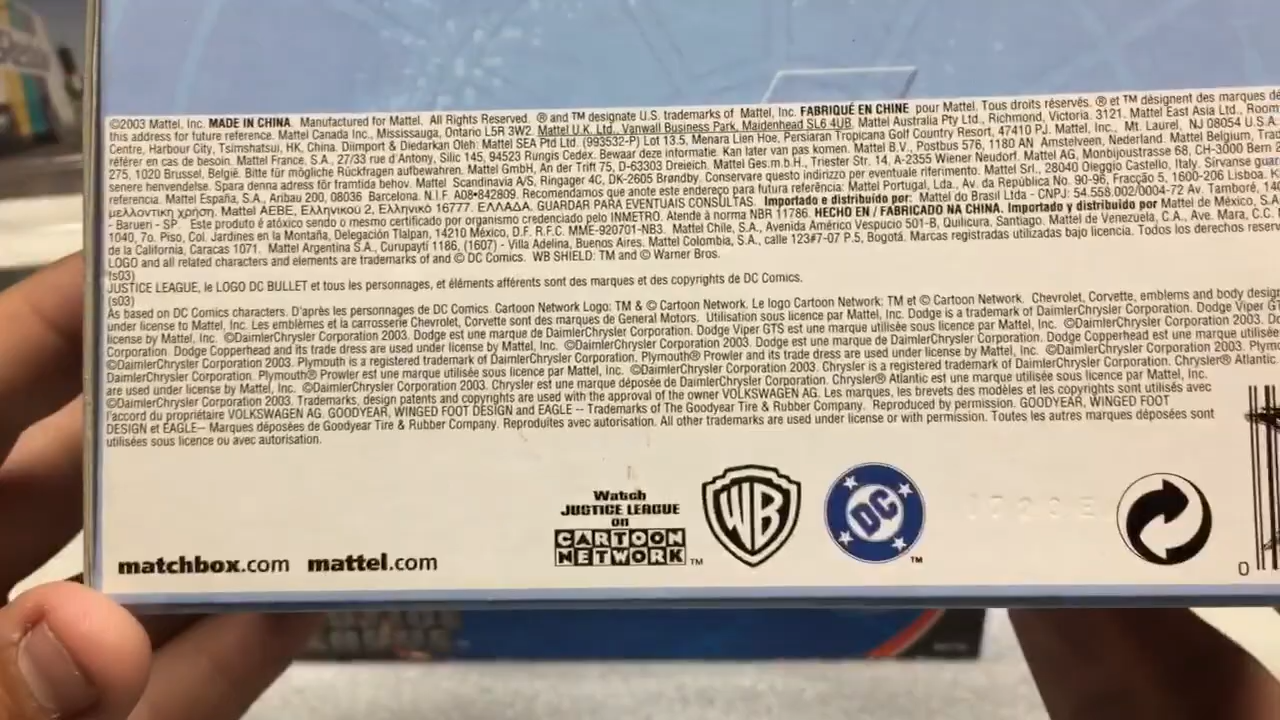 ©2003 Mattel, Inc. MADE IN CHINA. Manufactured for Mattel. All Rights Reserved. ® and ™ designate U.S. trademarks of Mattel, Inc. FABRIQUÉ EN CHINE pour Mattel. Tous droits réservés. ® et ™ désignent des marques de
this address for future reference. Mattel Canada Inc., Mississauga, Ontario L5R 3W2. Mattel U.K. Ltd., Vanwall Business Park, Maidenhead SL6 4UB. Mattel Australia Pty Ltd., Richmond, Victoria. 3121. Mattel East Asia Ltd., Room
Centre, Harbour City, Tsimshatsui, HK, China. Diimport & Diedarkan Oleh: Mattel SEA Ptd Ltd. (993532-P) Lot 13.5, Menara Lien Hoe, Persiaran Tropicana Golf Country Resort, 47410 PJ. Mattel, Inc., Mt. Laurel, NJ 08054 U.S.A.
référer en cas de besoin. Mattel France, S.A., 27/33 rue d'Antony, Silic 145, 94523 Rungis Cedex. Bewaar deze informatie. Kan later van pas komen. Mattel B.V., Postbus 576, 1180 AN Amstelveen, Nederland. Mattel Belgium, Tra
275, 1020 Brussel, België. Bitte für mögliche Rückfragen aufbewahren. Mattel GmbH, An der Trift 75, D-63303 Dreieich. Mattel Ges.m.b.H., Triester Str. 14, A-2355 Wiener Neudorf. Mattel AG, Monbijoustrasse 68, CH-3000 Bern 2
senere henvendelse. Spara denna adress för framtida behov. Mattel Scandinavia A/S, Ringager 4C, DK-2605 Brøndby. Conservare questo indirizzo per eventuale riferimento. Mattel Srl., 28040 Oleggio Castello, Italy. Sirvanse guar
referencia. Mattel España, S.A., Aribau 200, 08036 Barcelona. N.I.F. A08•842809. Recomendamos que anote este endereço para futura referência: Mattel Portugal, Lda., Av. da República No. 90-96, Fracção 5, 1600-206 Lisboa.
μελλοντική χρήση. Mattel AEBE, Ελληνικού 2, Ελληνικό 16777. ΕΛΛΑΔΑ. GUARDAR PARA EVENTUAIS CONSULTAS. Importado e distribuído por: Mattel do Brasil Ltda - CNPJ: 54.558.002/0004-72 Av. Tamboré, 14
- Barueri - SP. Este produto é atóxico sendo o mesmo certificado por organismo credenciado pelo INMETRO. Atende à norma NBR 11786. HECHO EN / FABRICADO NA CHINA. Importado y distribuido por Mattel de México, S.A.
1040, 7o. Piso, Col. Jardines en la Montaña, Delegación Tlalpan, 14210 México, D.F. R.F.C. MME-920701-NB3. Mattel Chile, S.A., Avenida Américo Vespucio 501-B, Quilicura, Santiago. Mattel de Venezuela, C.A., Ave. Mara, C.C.
de la California, Caracas 1071. Mattel Argentina S.A., Curupaytí 1186, (1607) - Villa Adelina, Buenos Aires. Mattel Colombia, S.A., calle 123#7-07 P.5, Bogotá. Marcas registradas utilizadas bajo licencia. Todos los derechos reser
LOGO and all related characters and elements are trademarks of and © DC Comics. WB SHIELD: TM and © Warner Bros.
(s03)
JUSTICE LEAGUE, le LOGO DC BULLET et tous les personnages, et éléments afférents sont des marques et des copyrights de DC Comics.
(s03)
As based on DC Comics characters. D'après les personnages de DC Comics. Cartoon Network Logo: TM & © Cartoon Network. Le logo Cartoon Network: TM et © Cartoon Network. Chevrolet, Corvette, emblems and body desig
under license to Mattel, Inc. Les emblèmes et la carrosserie Chevrolet, Corvette sont des marques de General Motors. Utilisation sous licence par Mattel, Inc. Dodge is a trademark of DaimlerChrysler Corporation. Dodge Viper GT
license by Mattel, Inc. ©DaimlerChrysler Corporation 2003. Dodge est une marque de DaimlerChrysler Corporation. Dodge Viper GTS est une marque utilisée sous licence par Mattel, Inc. ©DaimlerChrysler Corporation 2003. Do
Corporation. Dodge Copperhead and its trade dress are used under license by Mattel, Inc. ©DaimlerChrysler Corporation 2003. Dodge est une marque de DaimlerChrysler Corporation. Dodge Copperhead est une marque utilisée
©DaimlerChrysler Corporation 2003. Plymouth is a registered trademark of DaimlerChrysler Corporation. Plymouth® Prowler and its trade dress are used under license by Mattel, Inc. ©DaimlerChrysler Corporation 2003. Plymo
DaimlerChrysler Corporation. Plymouth® Prowler est une marque utilisée sous licence par Mattel, Inc. ©DaimlerChrysler Corporation 2003. Chrysler is a registered trademark of DaimlerChrysler Corporation. Chrysler® Atlantic
are used under license by Mattel, Inc. ©DaimlerChrysler Corporation 2003. Chrysler est une marque déposée de DaimlerChrysler Corporation. Chrysler® Atlantic est une marque utilisée sous licence par Mattel, Inc.
©DaimlerChrysler Corporation 2003. Trademarks, design patents and copyrights are used with the approval of the owner VOLKSWAGEN AG. Les marques, les brevets des modèles et les copyrights sont utilisés avec
l'accord du propriétaire VOLKSWAGEN AG. GOODYEAR, WINGED FOOT DESIGN and EAGLE -- Trademarks of The Goodyear Tire & Rubber Company. Reproduced by permission. GOODYEAR, WINGED FOOT
DESIGN et EAGLE-- Marques déposées de Goodyear Tire & Rubber Company. Reproduites avec autorisation. All other trademarks are used under license or with permission. Toutes les autres marques déposées sont
utilisées sous licence ou avec autorisation.
Watch
JUSTICE LEAGUE
on
CARTOON
NETWORK ™
WB
DC ™
matchbox.com mattel.com
0